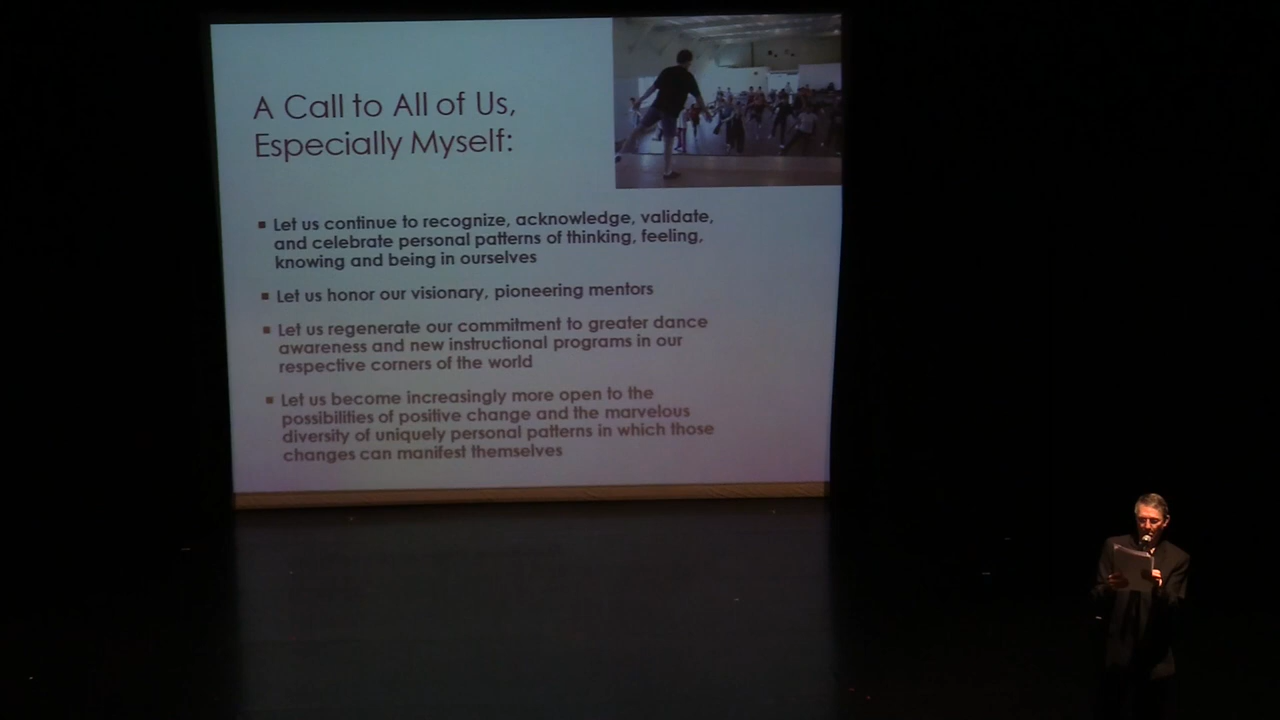 A Call to All of Us,
Especially Myself:
▪ Let us continue to recognize, acknowledge, validate,
and celebrate personal patterns of thinking, feeling,
knowing and being in ourselves
▪ Let us honor our visionary, pioneering mentors
▪ Let us regenerate our commitment to greater dance
awareness and new instructional programs in our
respective corners of the world
▪ Let us become increasingly more open to the
possibilities of positive change and the marvelous
diversity of uniquely personal patterns in which those
changes can manifest themselves